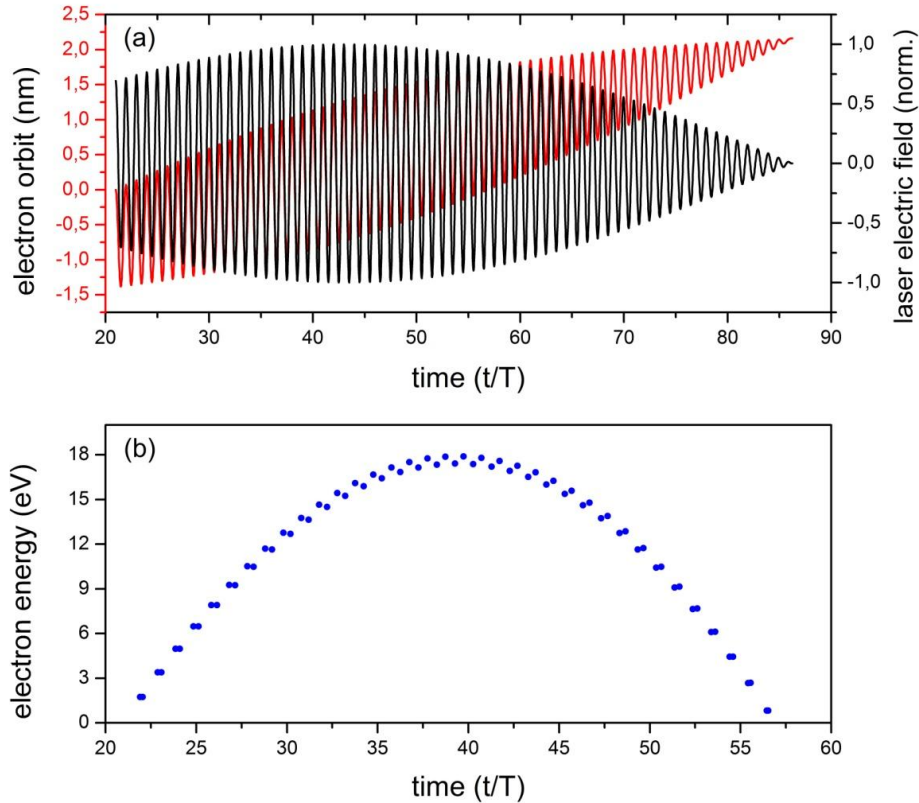 (a)
electron orbit (nm)
2,5
2,0
1,5
1,0
0,5
0,0
-0,5
-1,0
-1,5
laser electric field (norm.)
1,0
0,5
0,0
-0,5
-1,0
20 30 40 50 60 70 80 90
time (t/T)
(b)
electron energy (eV)
18
15
12
9
6
3
0
20 25 30 35 40 45 50 55 60
time (t/T)